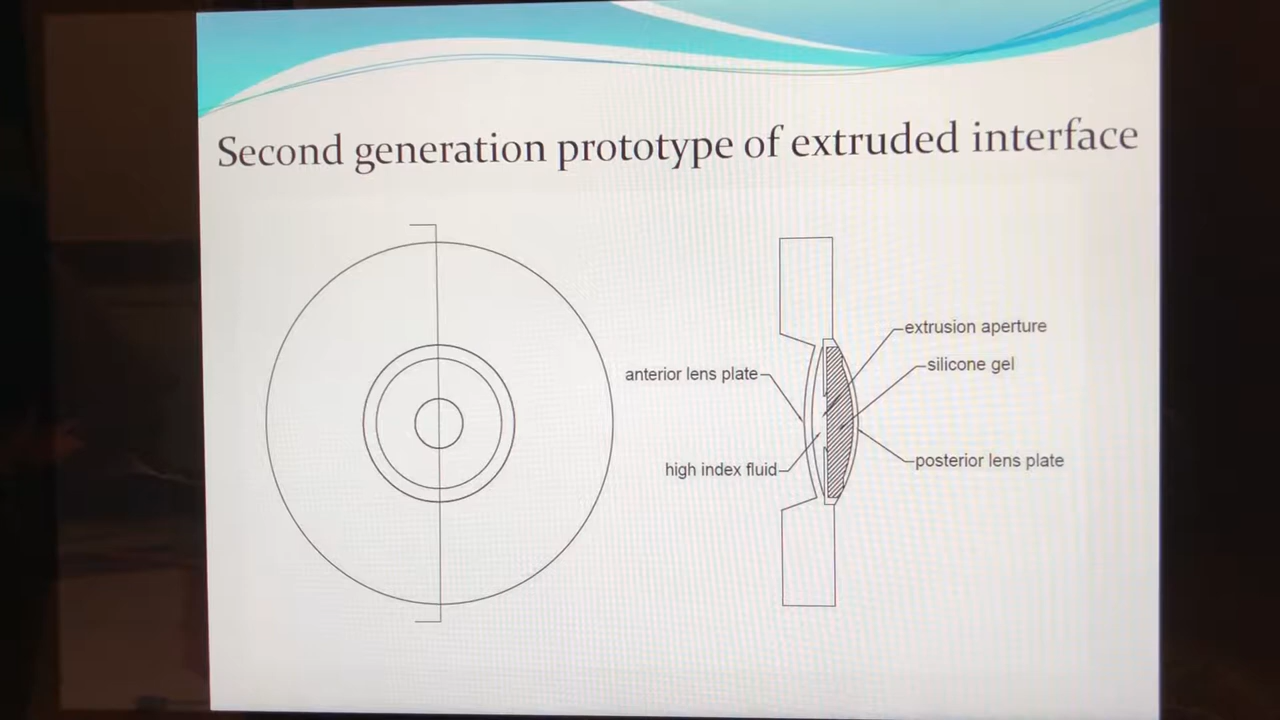 Second generation prototype of extruded interface
extrusion aperture
silicone gel
anterior lens plate
posterior lens plate
high index fluid